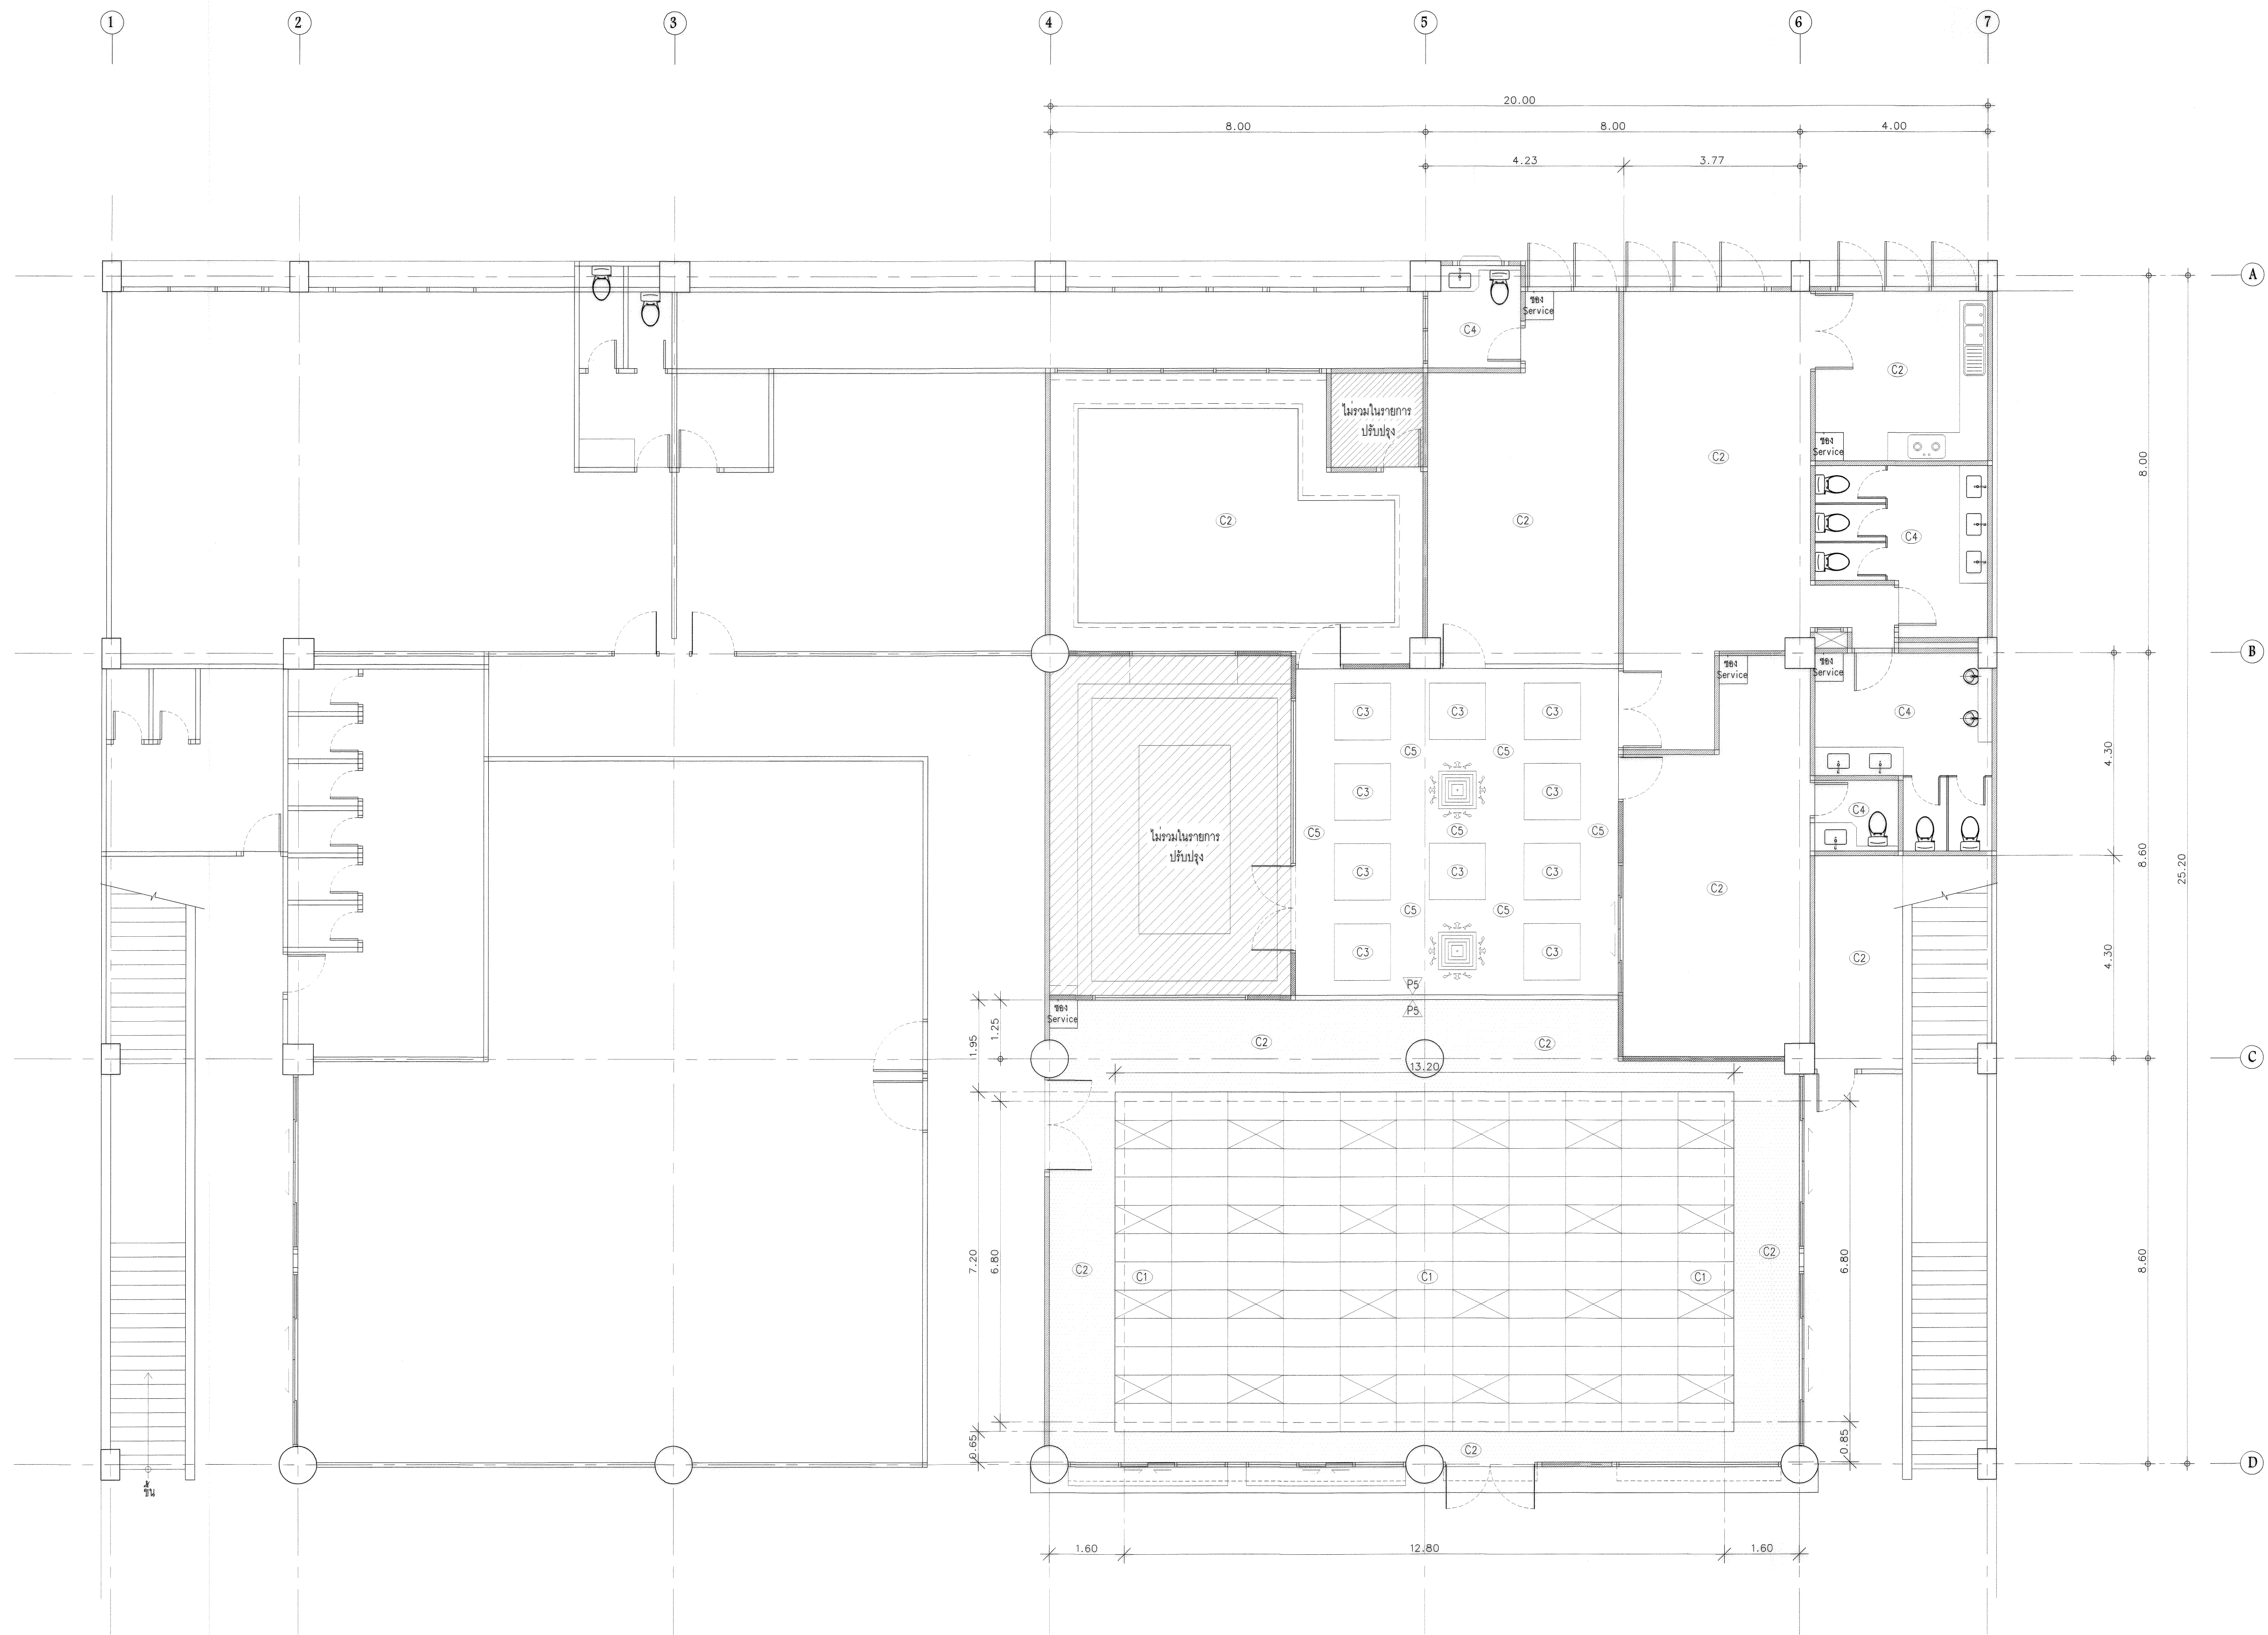 1 2 3 4 5 6 7
20.00
8.00 8.00 4.00
4.23 3.77
A
ช่อง
Service
C4
C2
ไม่รวมในรายการ
ปรับปรุง
ช่อง
Service
C2
8.00
C2 C2
C4
B
ช่อง
Service
ช่อง
Service
C3 C3 C3
C4
C5 C5
4.30
C3 C3
C4
ไม่รวมในรายการ
ปรับปรุง
C5 C5 C5
8.60
25.20
C3 C3 C3
C2
C5 C5
C3 C3
C2
4.30
P5
P5
ช่อง
Service
1.95
1.25
C2 C2
C
13.20
7.20
6.80
C2
C1 C1 C1
C2
6.80
8.60
0.65
C2
0.85
D
ขึ้น
1.60 12.80 1.60